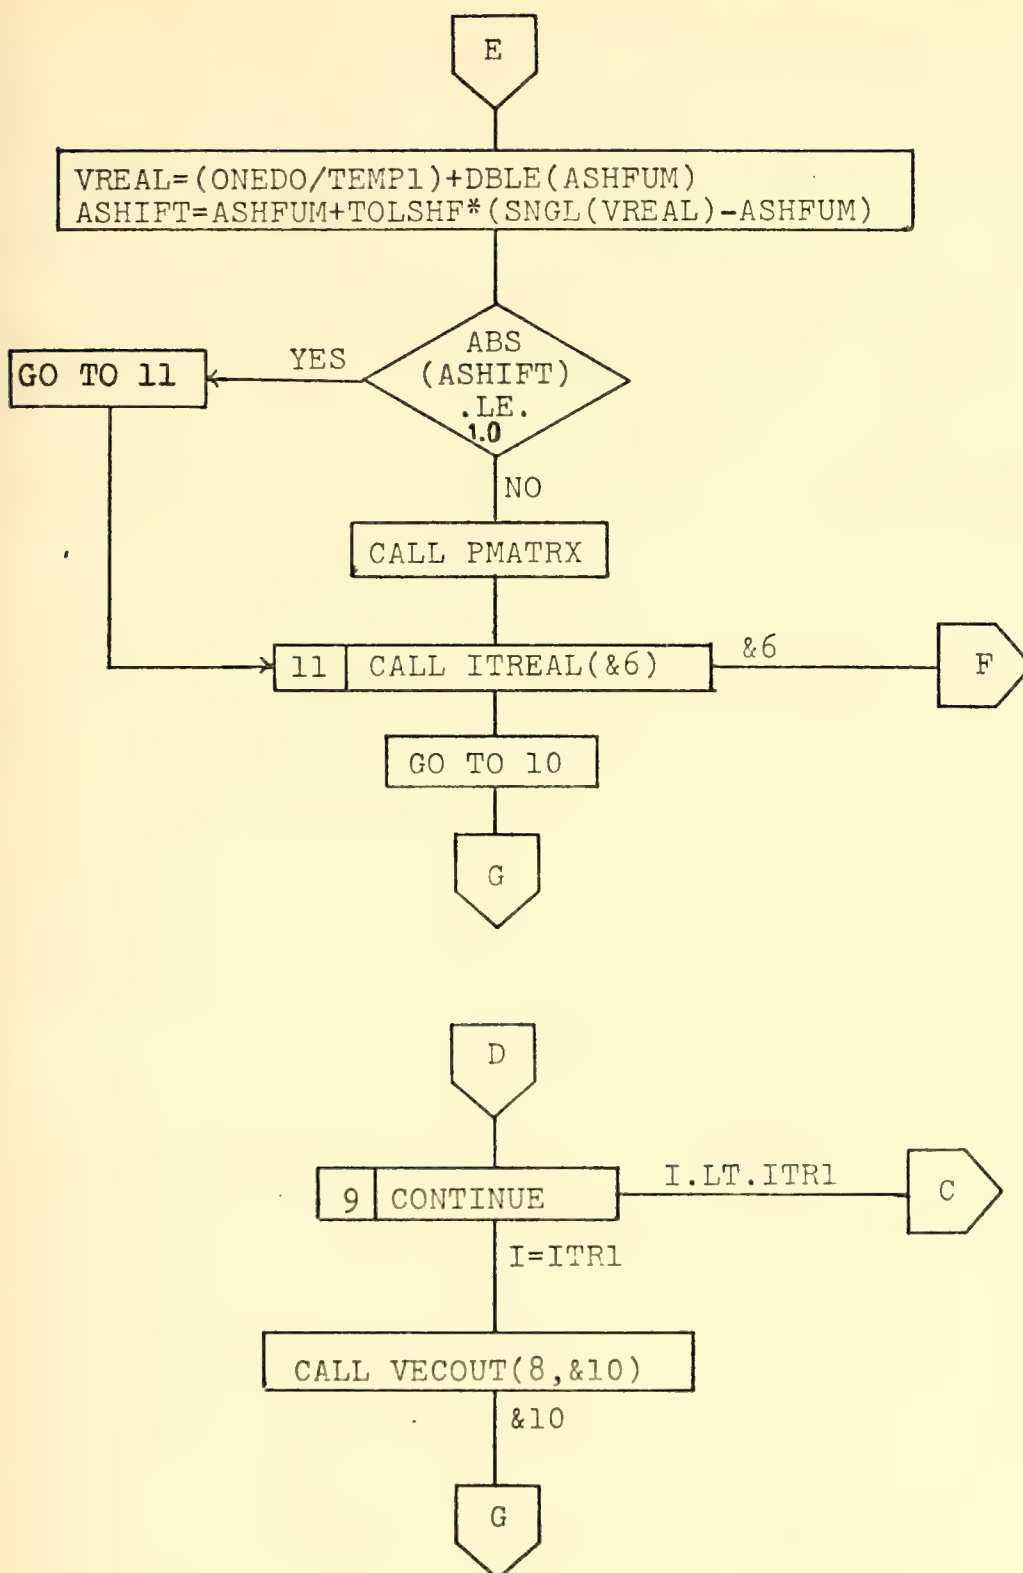 E
VREAL=(ONEDO/TEMP1)+DBLE(ASHFUM)
ASHIFT=ASHFUM+TOLSHF*(SNGL(VREAL)-ASHFUM)
ABS
(ASHIFT)
.LE.
1.0
YES
GO TO 11
NO
CALL PMATRX
11 CALL ITREAL(&6)
&6
F
GO TO 10
G
D
9 CONTINUE
I.LT.ITR1
C
I=ITR1
CALL VECOUT(8,&10)
&10
G